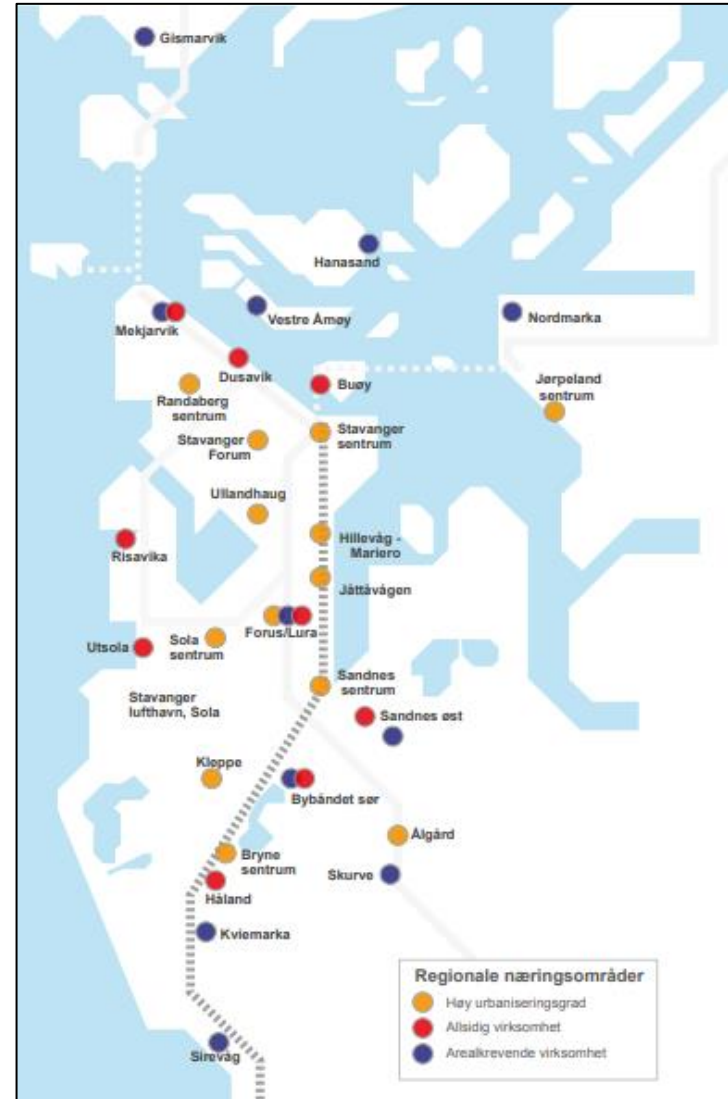 Gismarvik
Hanasand
Mekjarvik
Vestre Åmøy
Nordmarka
Dusavik
Buøy
Jørpeland
sentrum
Randaberg
sentrum
Stavanger
Forum
Stavanger
sentrum
Ullandhaug
Hillevåg -
Mariero
Risavika
Jåttåvågen
Forus/Lura
Utsola
Sola
sentrum
Sandnes
sentrum
Stavanger
lufthavn, Sola
Sandnes øst
Kleppe
Bybåndet sør
Ålgård
Bryne
sentrum
Skurve
Håland
Kviemarka
Sirevåg
Regionale næringsområder
Høy urbaniseringsgrad
Allsidig virksomhet
Arealkrevende virksomhet